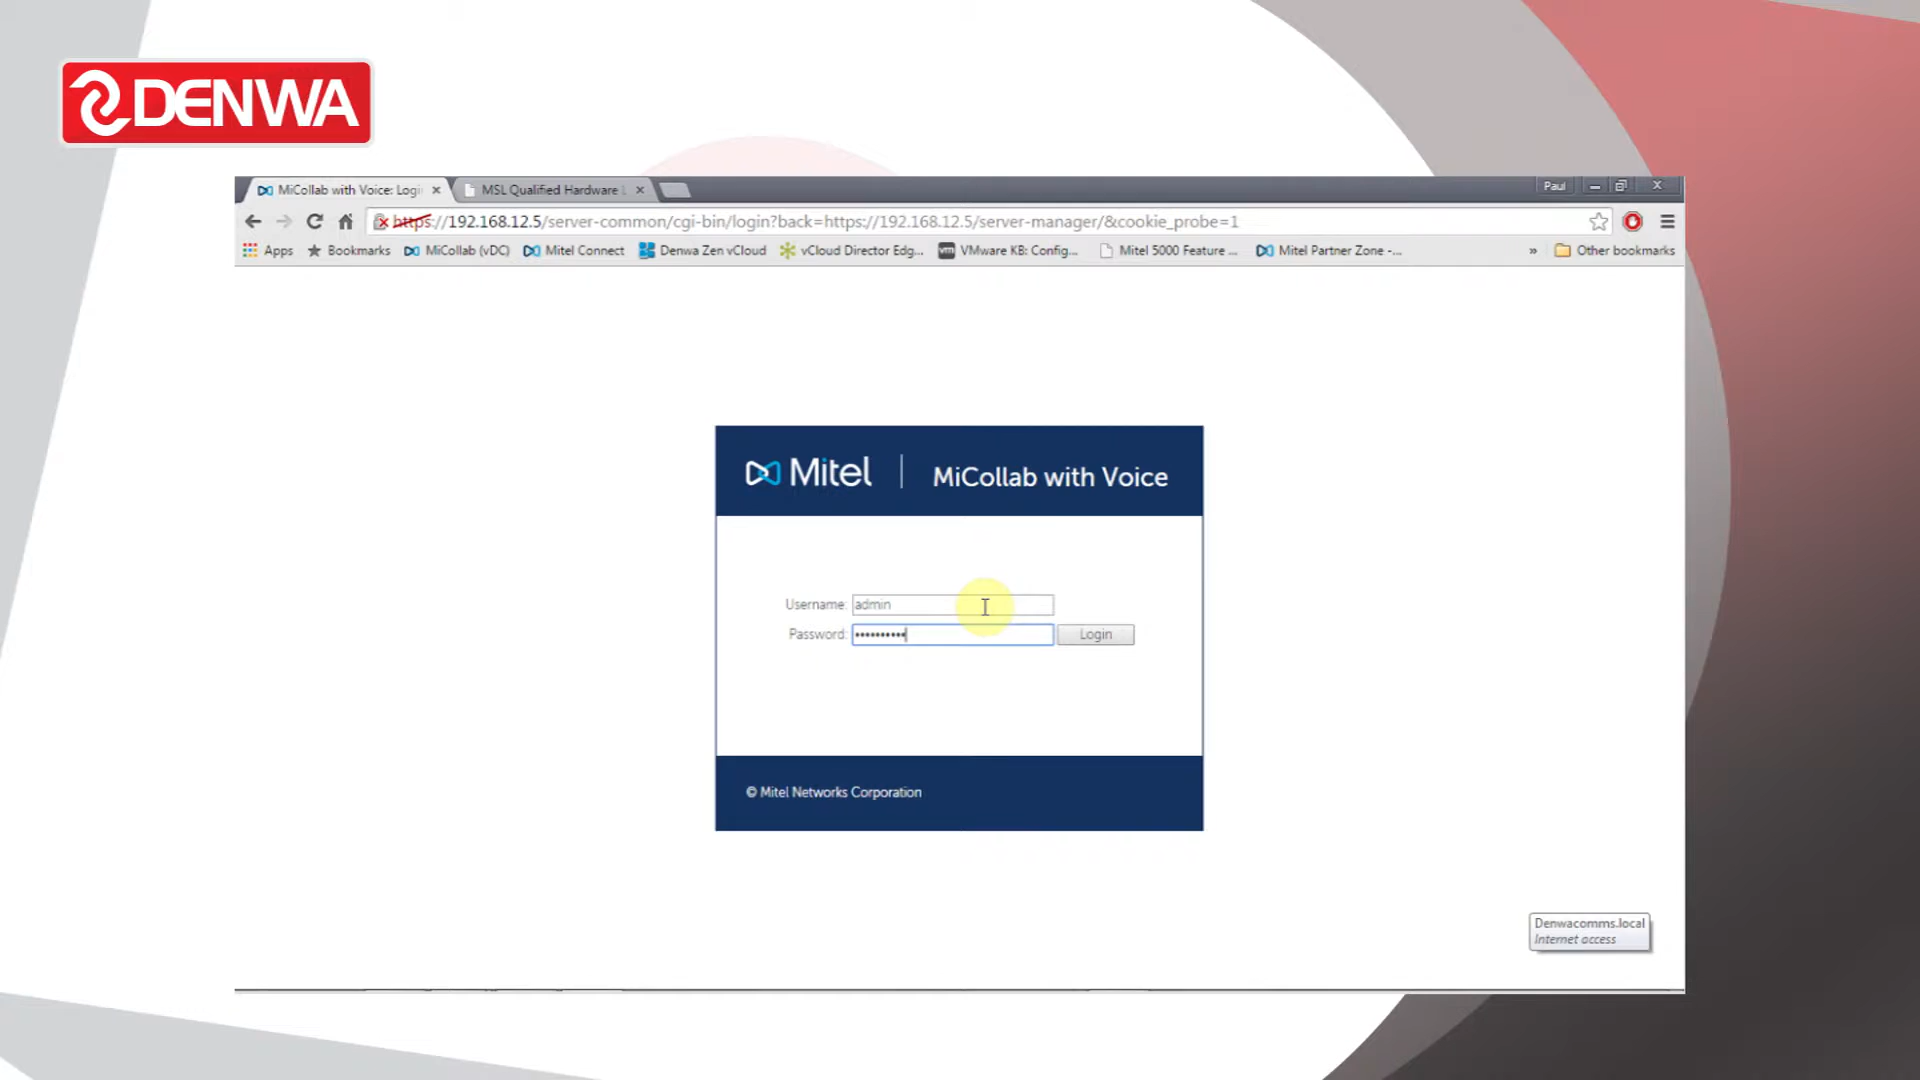 DENWA
MiCollab with Voice: Logi
MSL Qualified Hardware
Paul
https://192.168.12.5/server-common/cgi-bin/login?back=https://192.168.12.5/server-manager/&cookie_probe=1
Apps Bookmarks MiCollab (vDC) Mitel Connect Denwa Zen vCloud vCloud Director Edg... vm VMware KB: Config... Mitel 5000 Feature ... Mitel Partner Zone -... » Other bookmarks
Mitel | MiCollab with Voice
Username: admin
Password: •••••••••• Login
© Mitel Networks Corporation
Denwacomms.local
Internet access